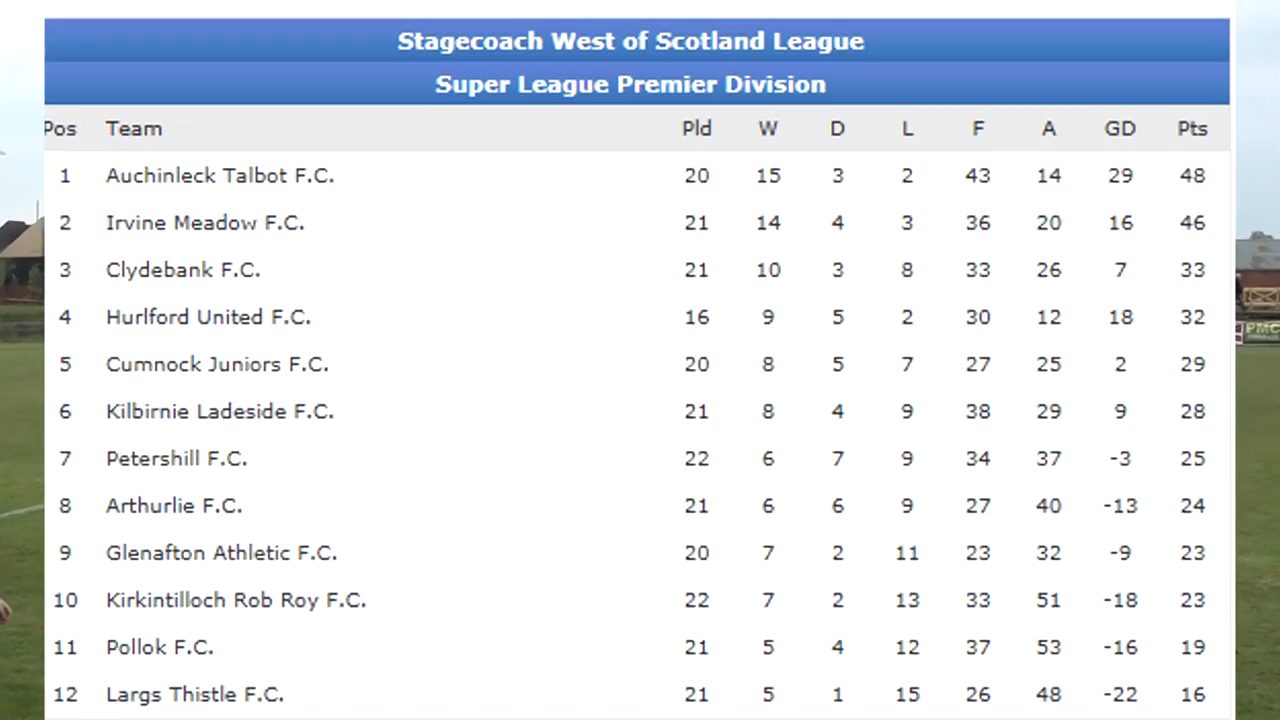 Stagecoach West of Scotland League
Super League Premier Division
Pos Team Pld W D L F A GD Pts
1 Auchinleck Talbot F.C. 20 15 3 2 43 14 29 48
2 Irvine Meadow F.C. 21 14 4 3 36 20 16 46
3 Clydebank F.C. 21 10 3 8 33 26 7 33
4 Hurlford United F.C. 16 9 5 2 30 12 18 32
5 Cumnock Juniors F.C. 20 8 5 7 27 25 2 29
6 Kilbirnie Ladeside F.C. 21 8 4 9 38 29 9 28
7 Petershill F.C. 22 6 7 9 34 37 -3 25
8 Arthurlie F.C. 21 6 6 9 27 40 -13 24
9 Glenafton Athletic F.C. 20 7 2 11 23 32 -9 23
10 Kirkintilloch Rob Roy F.C. 22 7 2 13 33 51 -18 23
11 Pollok F.C. 21 5 4 12 37 53 -16 19
12 Largs Thistle F.C. 21 5 1 15 26 48 -22 16
PMC